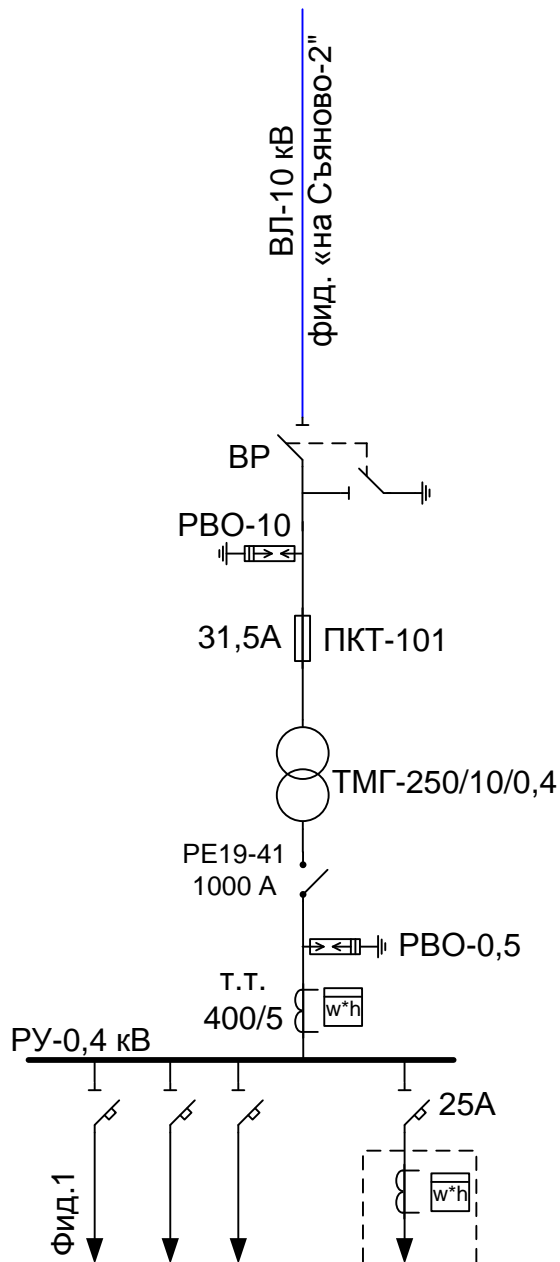 ВЛ-10 кВ
фид. «на Съяново-2"
ВР
РВО-10
31,5А
ПКТ-101
ТМГ-250/10/0,4
РЕ19-41
1000 А
РВО-0,5
т.т.
400/5
w*h
РУ-0,4 кВ
25А
Фид.1
w*h